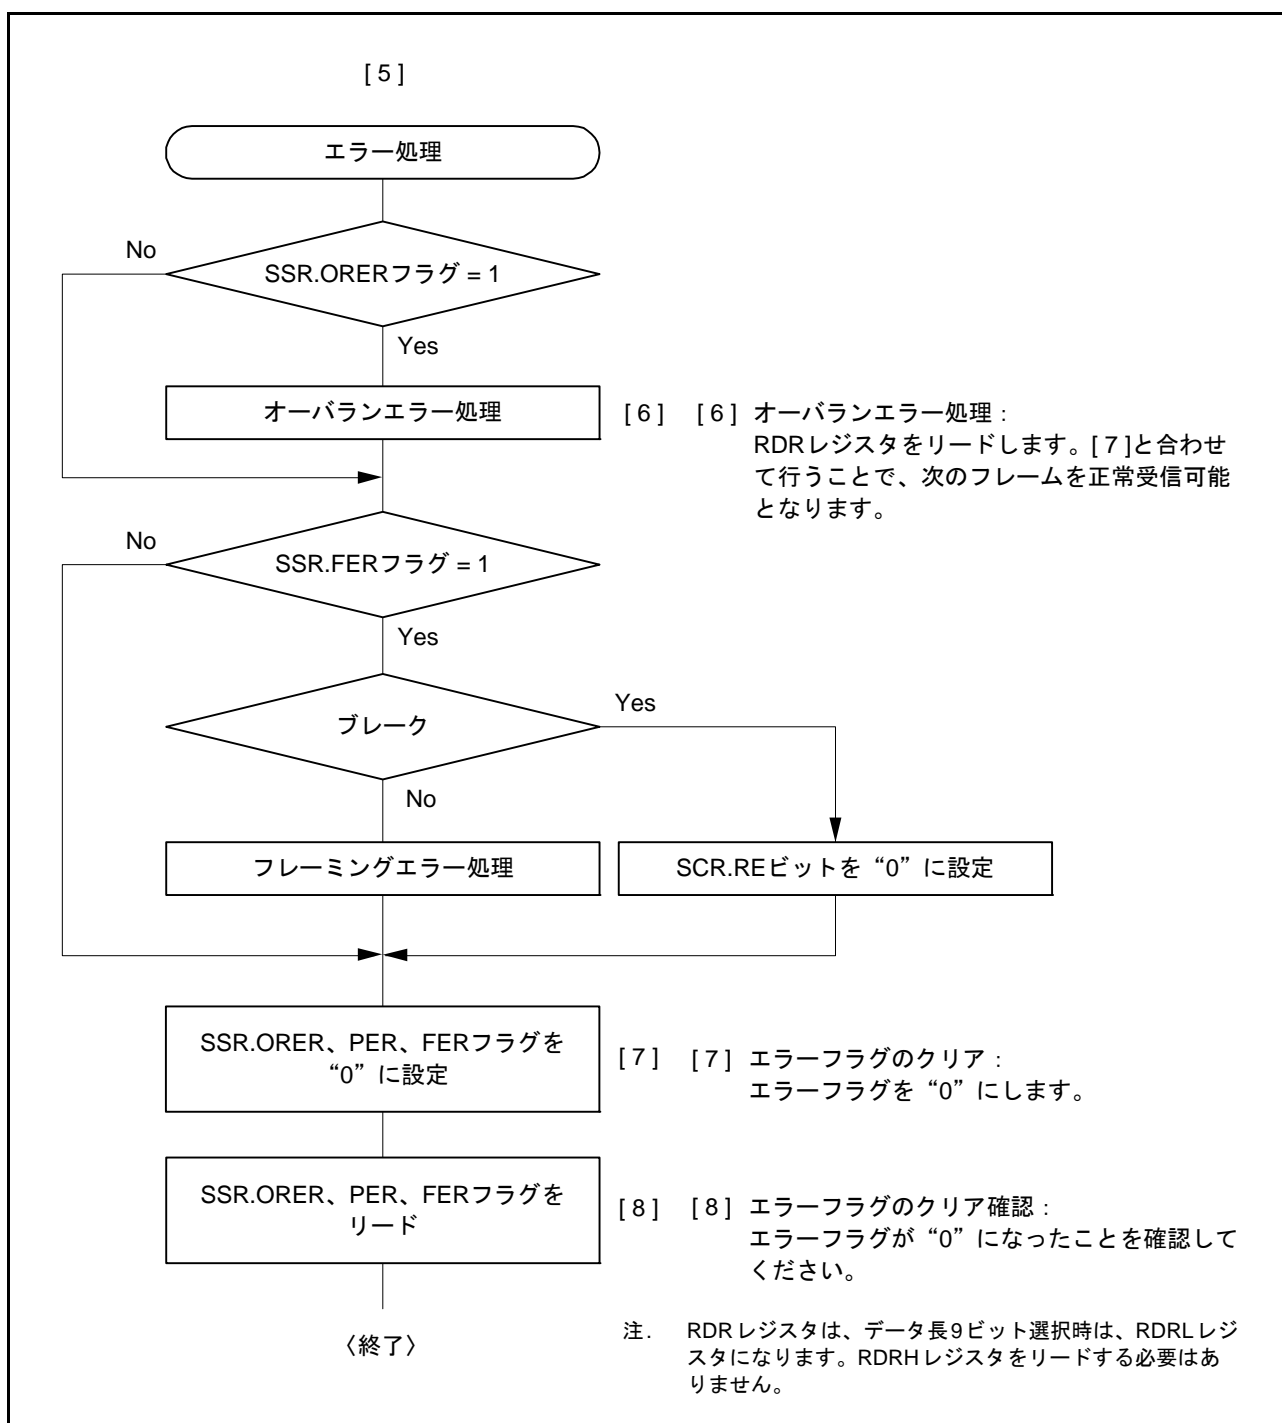 [ 5 ]
エラー処理
No
SSR.ORERフラグ = 1
Yes
オーバランエラー処理
[ 6 ] [ 6 ] オーバランエラー処理 :
RDRレジスタをリードします。[ 7 ]と合わせ
て行うことで、次のフレームを正常受信可能
となります。
No
SSR.FERフラグ = 1
Yes
ブレーク
Yes
No
フレーミングエラー処理
SCR.REビットを“0”に設定
SSR.ORER、PER、FERフラグを
“0”に設定
[ 7 ] [ 7 ] エラーフラグのクリア :
エラーフラグを“0”にします。
SSR.ORER、PER、FERフラグを
リード
[ 8 ] [ 8 ] エラーフラグのクリア確認 :
エラーフラグが“0”になったことを確認して
ください。
〈終了〉
注. RDRレジスタは、データ長9ビット選択時は、RDRLレジ
スタになります。RDRHレジスタをリードする必要はあ
りません。